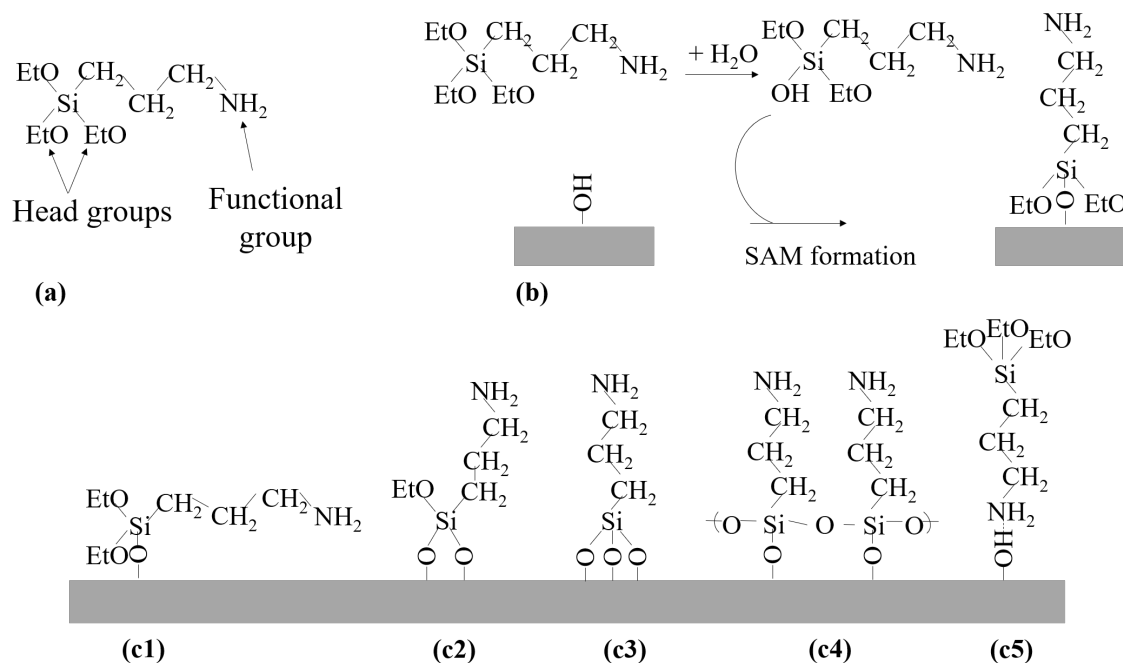 EtO CH₂ CH₂
EtO Si CH₂ NH₂
EtO EtO
Head groups
Functional
group
(a)
EtO CH₂ CH₂
Si CH₂ NH₂
EtO EtO
+ H₂O
EtO CH₂ CH₂
Si CH₂ NH₂
OH EtO
OH
SAM formation
NH₂
CH₂
CH₂
CH₂
Si
EtO O EtO
(b)
EtO CH₂ CH₂
Si CH₂ NH₂
EtO O
(c1)
NH₂
CH₂
CH₂
EtO CH₂
Si
O O
(c2)
NH₂
CH₂
CH₂
CH₂
Si
O O O
(c3)
NH₂ NH₂
CH₂ CH₂
CH₂ CH₂
CH₂ CH₂
(O Si O Si O)
O O
(c4)
EtO EtO EtO
Si
CH₂
CH₂
CH₂
NH₂
OH
(c5)